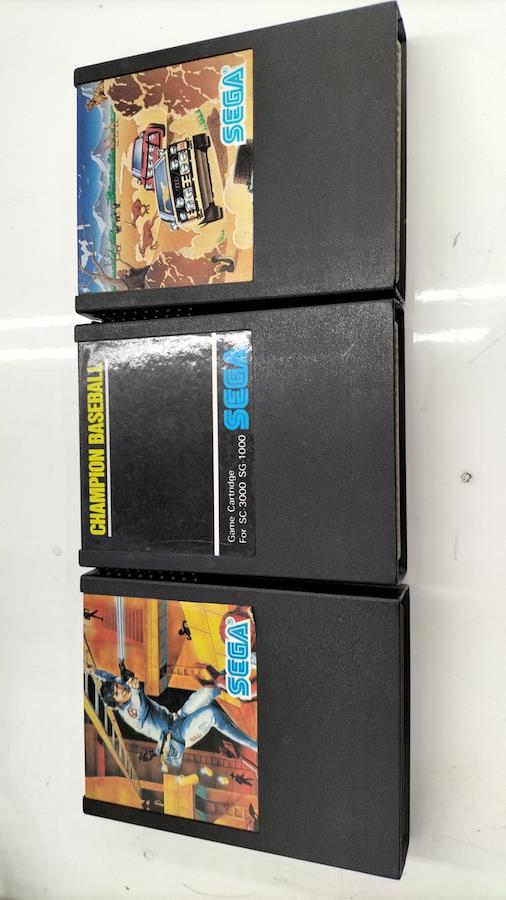 SEGA®
CHAMPION BASEBALL
Game Cartridge
For SC 3000 SG-1000
SEGA
SEGA®